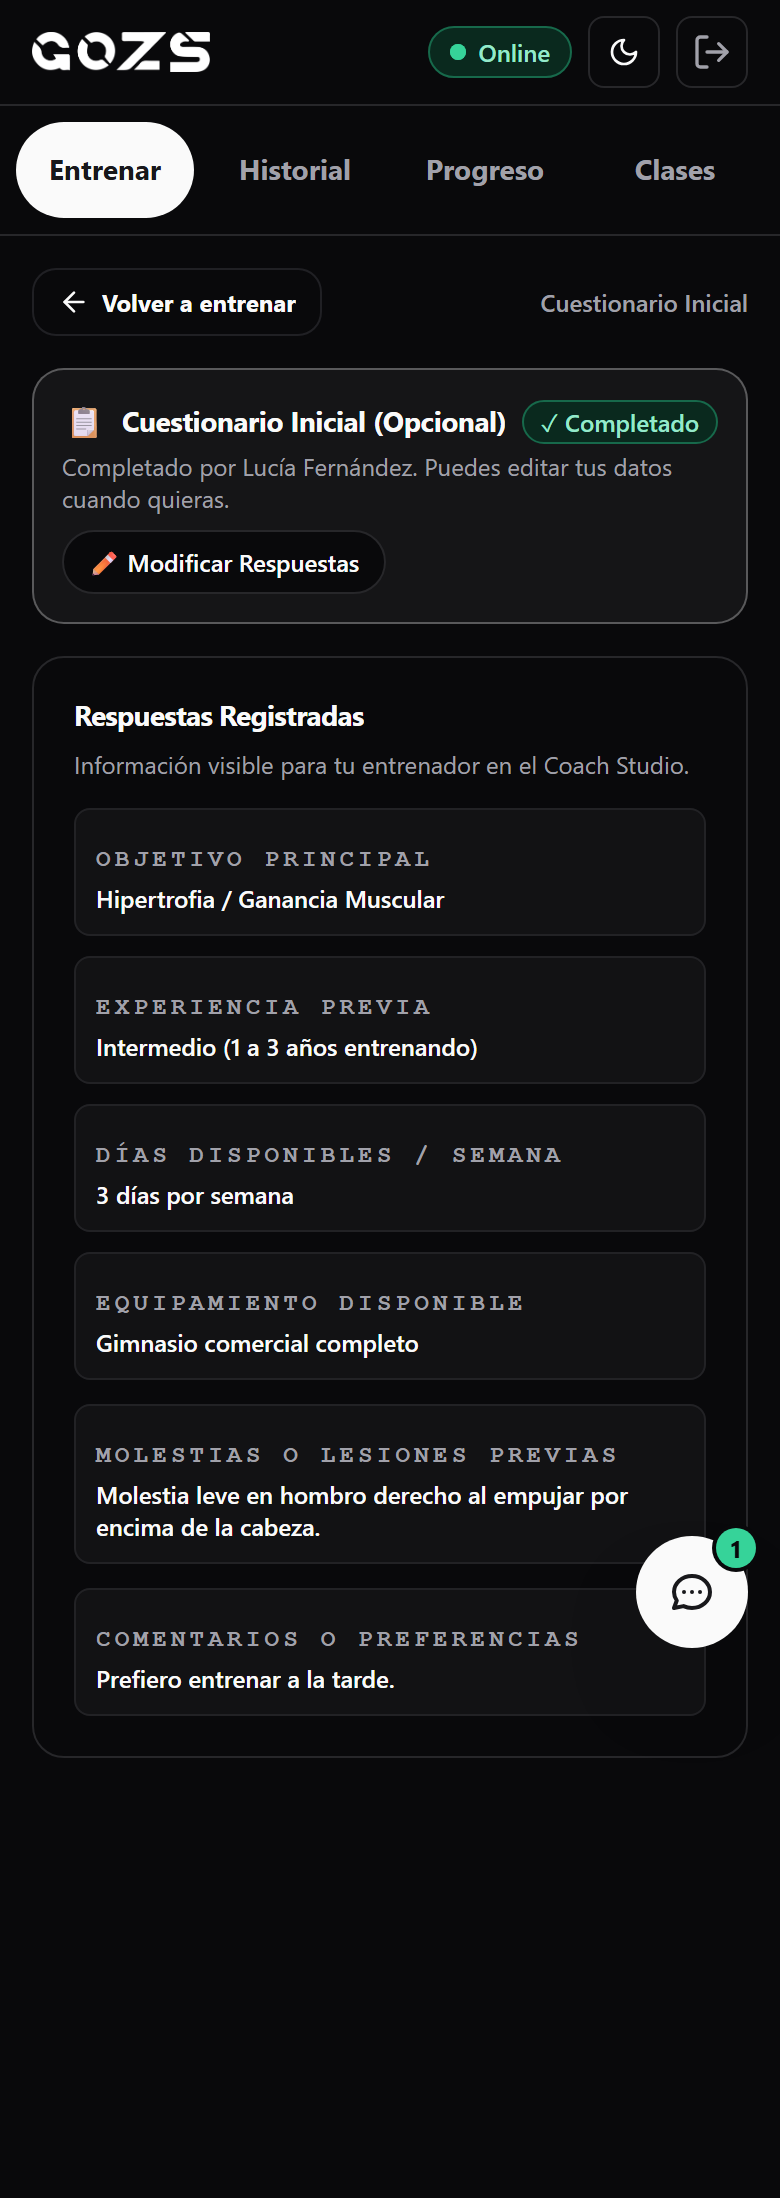 GOZS
Online
Entrenar
Historial
Progreso
Clases
Volver a entrenar
Cuestionario Inicial
Cuestionario Inicial (Opcional)
✓ Completado
Completado por Lucía Fernández. Puedes editar tus datos
cuando quieras.
Modificar Respuestas
Respuestas Registradas
Información visible para tu entrenador en el Coach Studio.
OBJETIVO PRINCIPAL
Hipertrofia / Ganancia Muscular
EXPERIENCIA PREVIA
Intermedio (1 a 3 años entrenando)
DÍAS DISPONIBLES / SEMANA
3 días por semana
EQUIPAMIENTO DISPONIBLE
Gimnasio comercial completo
MOLESTIAS O LESIONES PREVIAS
Molestia leve en hombro derecho al empujar por
encima de la cabeza.
1
COMENTARIOS O PREFERENCIAS
Prefiero entrenar a la tarde.